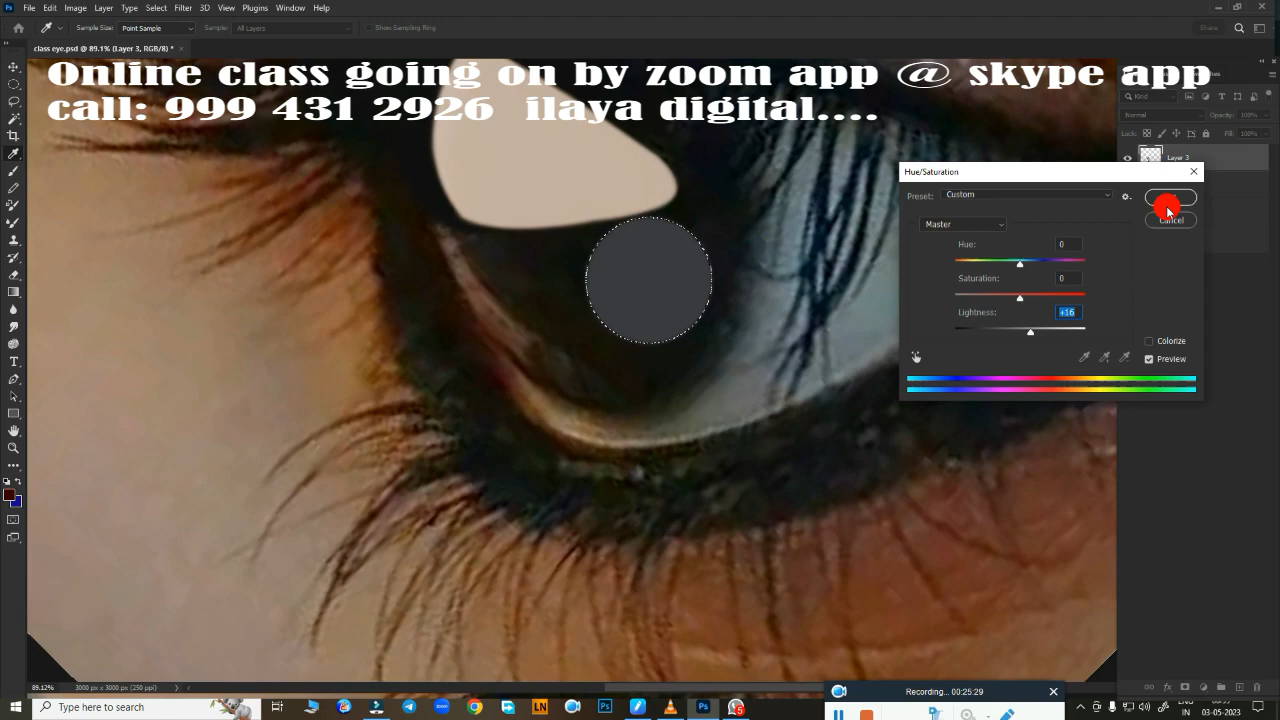 File Edit Image Layer Type Select Filter 3D View Plugins Window Help
Sample Size: Point Sample Sample: All Layers Show Sampling Ring Share
class eye.psd @ 89.1% (Layer 3, RGB/8) *
Online class going on by zoom app @ skype app
call: 999 431 2926 ilaya digital....
Kind
Normal Opacity: 100%
Lock: Fill: 100%
Layer 3
Hue/Saturation
Preset: Custom
Cancel
Master
Hue: 0
Saturation: 0
Lightness: +16
Colorize
Preview
89.12% 3000 px x 3000 px (250 ppi)
Recording... 00:25:29
Type here to search
IN 03-05-2023